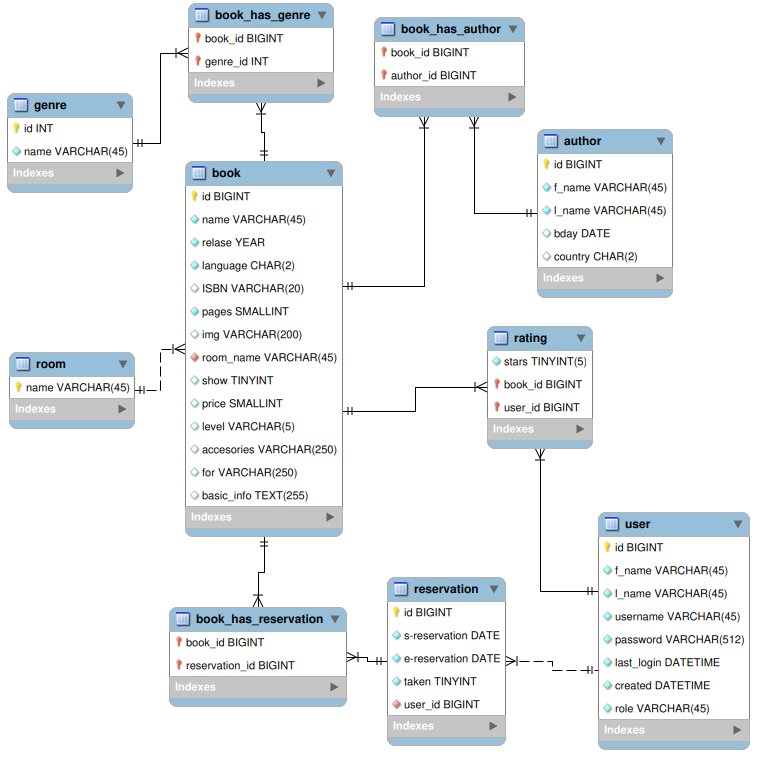 book_has_genre
book_id BIGINT
genre_id INT
Indexes
book_has_author
book_id BIGINT
author_id BIGINT
Indexes
genre
id INT
name VARCHAR(45)
Indexes
author
id BIGINT
f_name VARCHAR(45)
l_name VARCHAR(45)
bday DATE
country CHAR(2)
Indexes
book
id BIGINT
name VARCHAR(45)
relase YEAR
language CHAR(2)
ISBN VARCHAR(20)
pages SMALLINT
img VARCHAR(200)
room_name VARCHAR(45)
show TINYINT
price SMALLINT
level VARCHAR(5)
accesories VARCHAR(250)
for VARCHAR(250)
basic_info TEXT(255)
Indexes
room
name VARCHAR(45)
Indexes
rating
stars TINYINT(5)
book_id BIGINT
user_id BIGINT
Indexes
user
id BIGINT
f_name VARCHAR(45)
l_name VARCHAR(45)
username VARCHAR(45)
password VARCHAR(512)
last_login DATETIME
created DATETIME
role VARCHAR(45)
Indexes
reservation
id BIGINT
s-reservation DATE
e-reservation DATE
taken TINYINT
user_id BIGINT
Indexes
book_has_reservation
book_id BIGINT
reservation_id BIGINT
Indexes